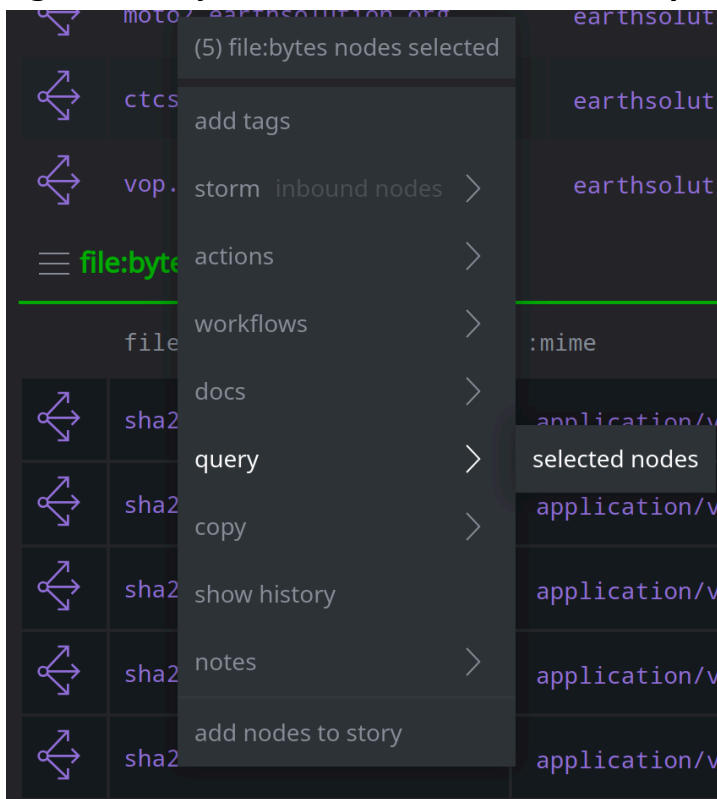 earthsolut
(5) file:bytes nodes selected
ctcs
earthsolut
add tags
vop.
storm inbound nodes
earthsolut
file:byte
actions
workflows
file
:mime
docs
sha2
application/v
query
selected nodes
sha2
application/v
copy
sha2
show history
application/v
sha2
notes
application/v
add nodes to story
sha2
application/v